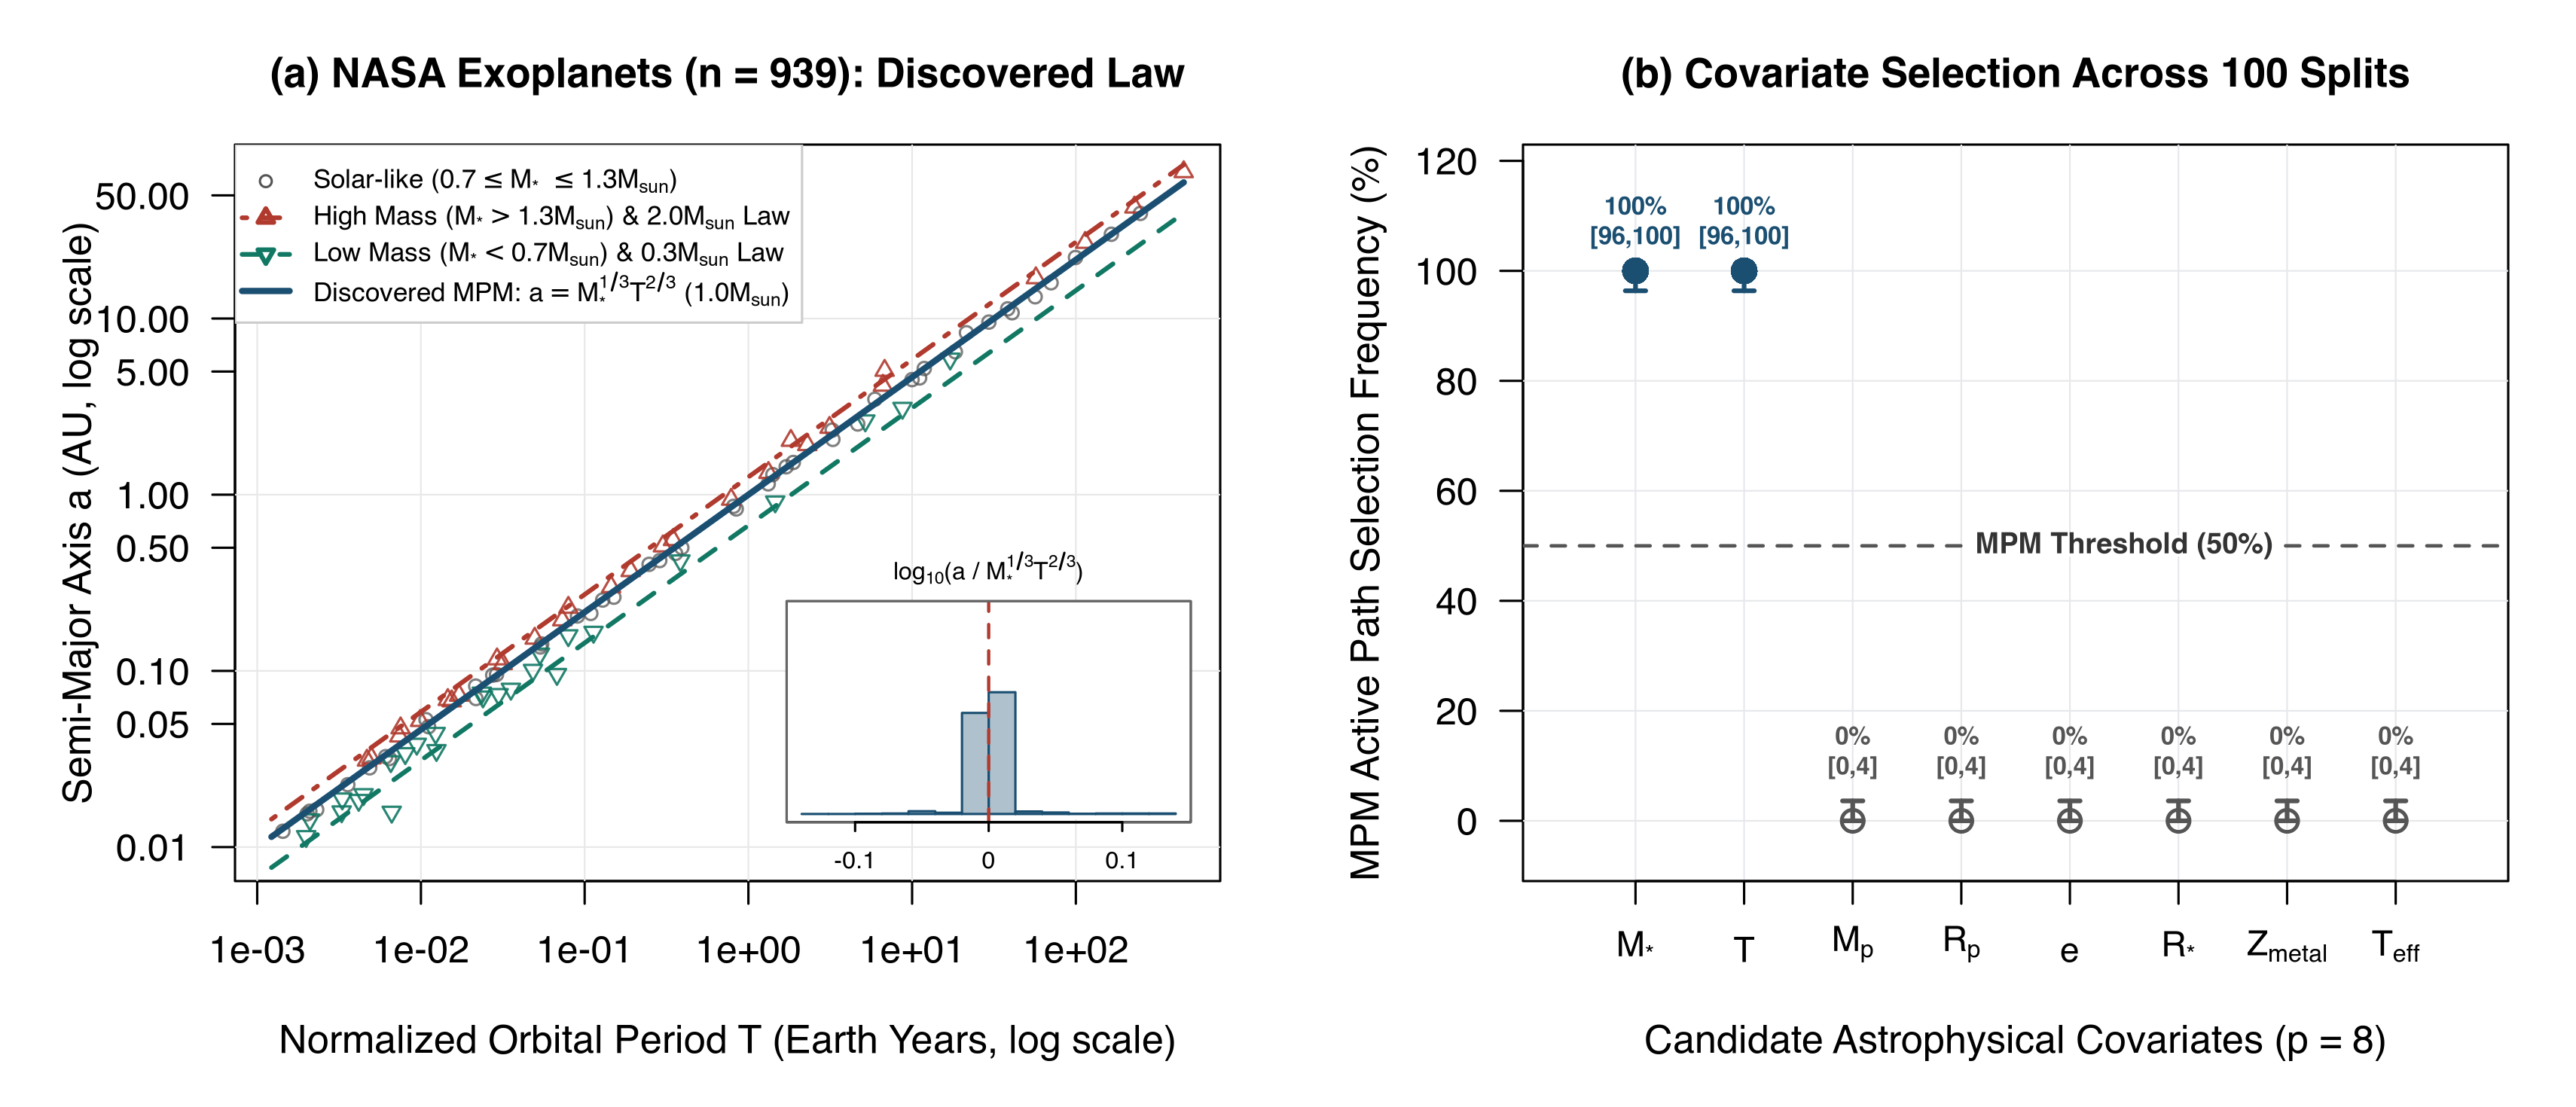 (a) NASA Exoplanets (n = 939): Discovered Law
Semi-Major Axis a (AU, log scale)
50.00
10.00
5.00
1.00
0.50
0.10
0.05
0.01
Solar-like (0.7 ≤ M* ≤ 1.3Msun)
High Mass (M* > 1.3Msun) & 2.0Msun Law
Low Mass (M* < 0.7Msun) & 0.3Msun Law
Discovered MPM: a = M*^1/3 T^2/3 (1.0Msun)
log10(a / M*^1/3 T^2/3)
-0.1 0 0.1
1e-03 1e-02 1e-01 1e+00 1e+01 1e+02
Normalized Orbital Period T (Earth Years, log scale)
(b) Covariate Selection Across 100 Splits
MPM Active Path Selection Frequency (%)
120
100
80
60
40
20
0
100% 100%
[96,100] [96,100]
MPM Threshold (50%)
0% 0% 0% 0% 0% 0%
[0,4] [0,4] [0,4] [0,4] [0,4] [0,4]
M* T Mp Rp e R* Zmetal Teff
Candidate Astrophysical Covariates (p = 8)